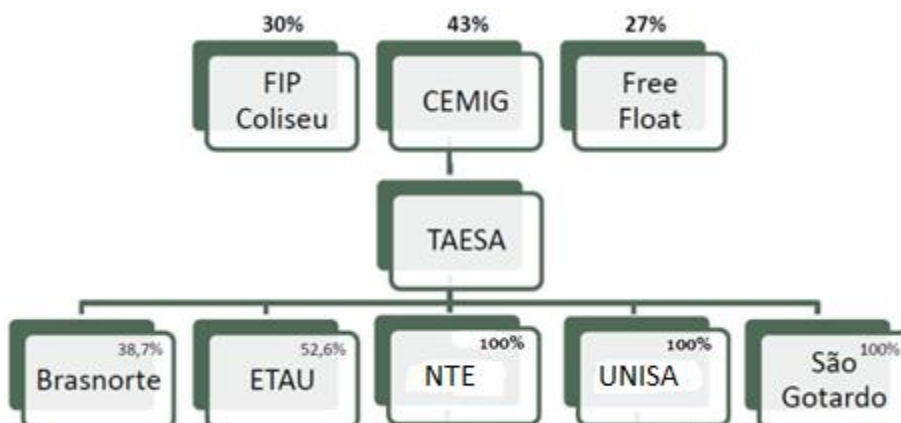 30% 43% 27%
FIP
Coliseu
CEMIG
Free
Float
TAESA
38,7%
Brasnorte
52,6%
ETAU
100%
NTE
100%
UNISA
100%
São
Gotardo